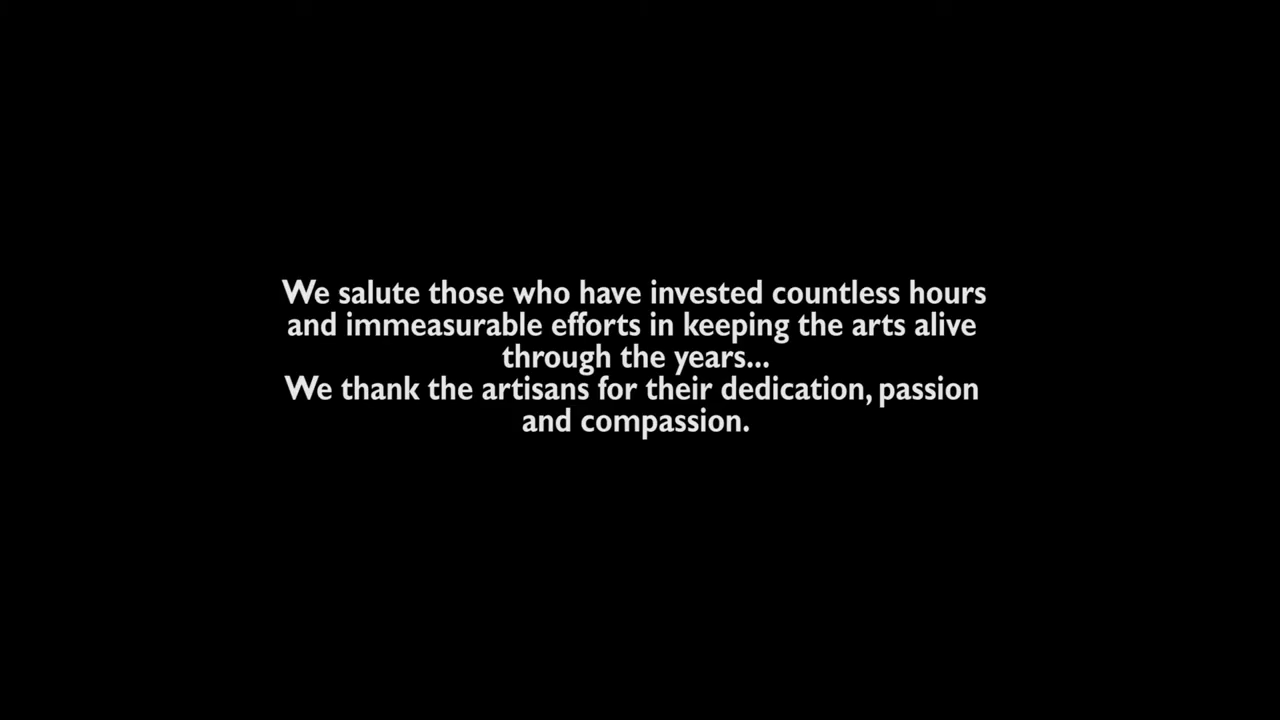 We salute those who have invested countless hours
and immeasurable efforts in keeping the arts alive
through the years...
We thank the artisans for their dedication, passion
and compassion.